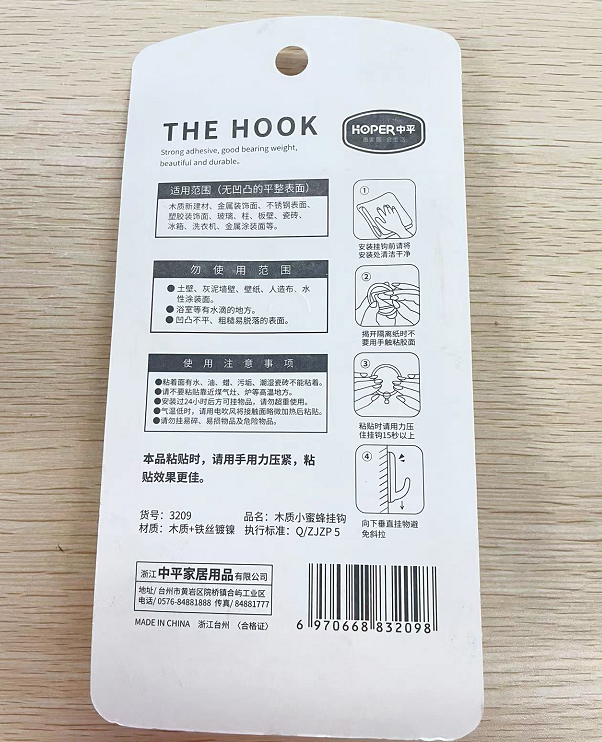 THE HOOK
Strong adhesive, good bearing weight,
beautiful and durable.
HOPER中平
适用范围（无凹凸的平整表面）
木质新建材、金属装饰面、不锈钢表面、
塑胶装饰面、玻璃、柱、板壁、瓷砖、
冰箱、洗衣机、金属涂装面等。
勿使用范围
●土壁、灰泥墙壁、壁纸、人造布、水
性涂装面。
●浴室等有水滴的地方。
●凹凸不平、粗糙易脱落的表面。
使用注意事项
●粘着面有水、油、蜡、污垢、潮湿瓷砖不能粘着。
●请不要粘贴靠近煤气灶、炉等高温地方。
●安装过24小时后方可挂物品，请勿超重使用。
●气温低时，请用电吹风将接触面略微加热后粘贴。
●请勿挂易碎、易损物品及危险物品。
①
安装挂钩前请将
安装处清洁干净
②
揭开隔离纸时不
要用手触粘胶面
③
粘贴时请用力压
住挂钩15秒以上
④
向下垂直挂物避
免斜拉
本品粘贴时，请用手用力压紧，粘
贴效果更佳。
货号：3209 品名：木质小蜜蜂挂钩
材质：木质+铁丝镀镍 执行标准：Q/ZJZP 5
浙江中平家居用品有限公司
地址/台州市黄岩区院桥镇合屿工业区
电话/ 0576-84881888 传真/ 84881777
MADE IN CHINA 浙江台州 〈合格证〉
6 970668 832098